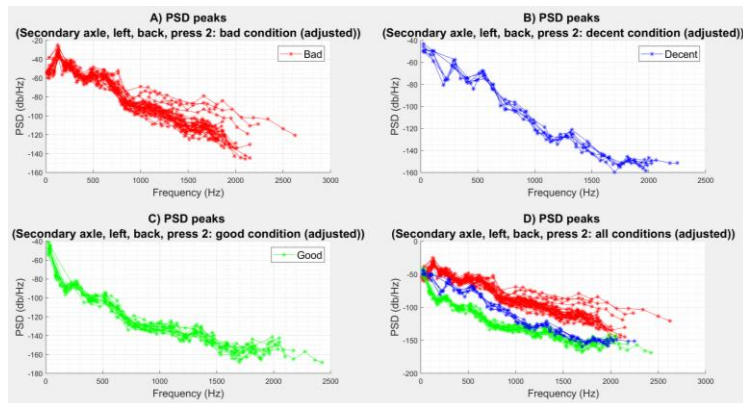 A) PSD peaks
(Secondary axle, left, back, press 2: bad condition (adjusted))
-20
-40
-60
-80
-100
-120
-140
-160
PSD (db/Hz)
Bad
0
500
1000
1500
2000
2500
3000
Frequency (Hz)
B) PSD peaks
(Secondary axle, left, back, press 2: decent condition (adjusted))
-40
-60
-80
-100
-120
-140
-160
PSD (db/Hz)
Decent
0
500
1000
1500
2000
2500
3000
Frequency (Hz)
C) PSD peaks
(Secondary axle, left, back, press 2: good condition (adjusted))
-40
-60
-80
-100
-120
-140
-160
-180
PSD (db/Hz)
Good
0
500
1000
1500
2000
2500
Frequency (Hz)
D) PSD peaks
(Secondary axle, left, back, press 2: all conditions (adjusted))
0
-50
-100
-150
-200
PSD (db/Hz)
0
500
1000
1500
2000
2500
3000
Frequency (Hz)